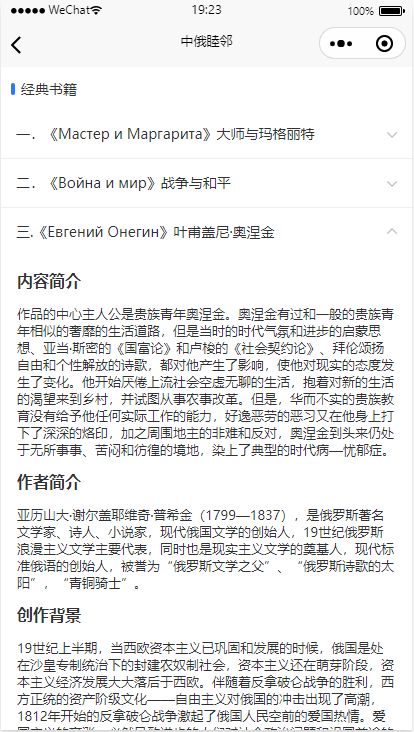 WeChat 19:23 100%
中俄睦邻
经典书籍
一. 《Мастер и Маргарита》大师与玛格丽特
二. 《Война и мир》战争与和平
三.《Евгений Онегин》叶甫盖尼·奥涅金
内容简介
作品的中心主人公是贵族青年奥涅金。奥涅金有过和一般的贵族青
年相似的奢靡的生活道路，但是当时的时代气氛和进步的启蒙思
想、亚当·斯密的《国富论》和卢梭的《社会契约论》、拜伦颂扬
自由和个性解放的诗歌，都对他产生了影响，使他对现实的态度发
生了变化。他开始厌倦上流社会空虚无聊的生活，抱着对新的生活
的渴望来到乡村，并试图从事农事改革。但是，华而不实的贵族教
育没有给予他任何实际工作的能力，好逸恶劳的恶习又在他身上打
下了深深的烙印，加之周围地主的非难和反对，奥涅金到头来仍处
于无所事事、苦闷和彷徨的境地，染上了典型的时代病—忧郁症。
作者简介
亚历山大·谢尔盖耶维奇·普希金（1799—1837），是俄罗斯著名
文学家、诗人、小说家，现代俄国文学的创始人，19世纪俄罗斯
浪漫主义文学主要代表，同时也是现实主义文学的奠基人，现代标
准俄语的创始人，被誉为“俄罗斯文学之父”、“俄罗斯诗歌的太
阳”，“青铜骑士”。
创作背景
19世纪上半期，当西欧资本主义已巩固和发展的时候，俄国是处
在沙皇专制统治下的封建农奴制社会，资本主义还在萌芽阶段，资
本主义经济发展大大落后于西欧。伴随着反拿破仑战争的胜利，西
方正统的资产阶级文化——自由主义对俄国的冲击出现了高潮，
1812年开始的反拿破仑战争激起了俄国人民空前的爱国热情。爱